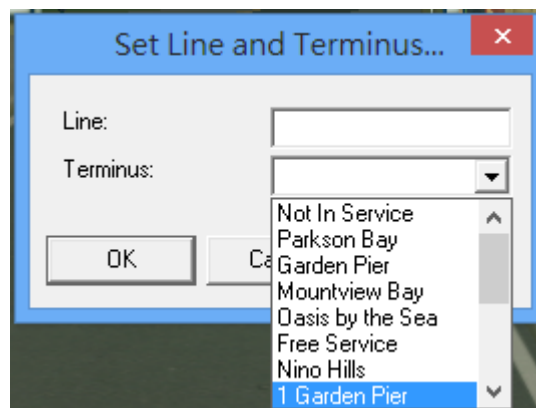 Set Line and Terminus...
Line:
Terminus:
Not In Service
Parkson Bay
Garden Pier
Mountview Bay
Oasis by the Sea
Free Service
Nino Hills
1 Garden Pier
OK